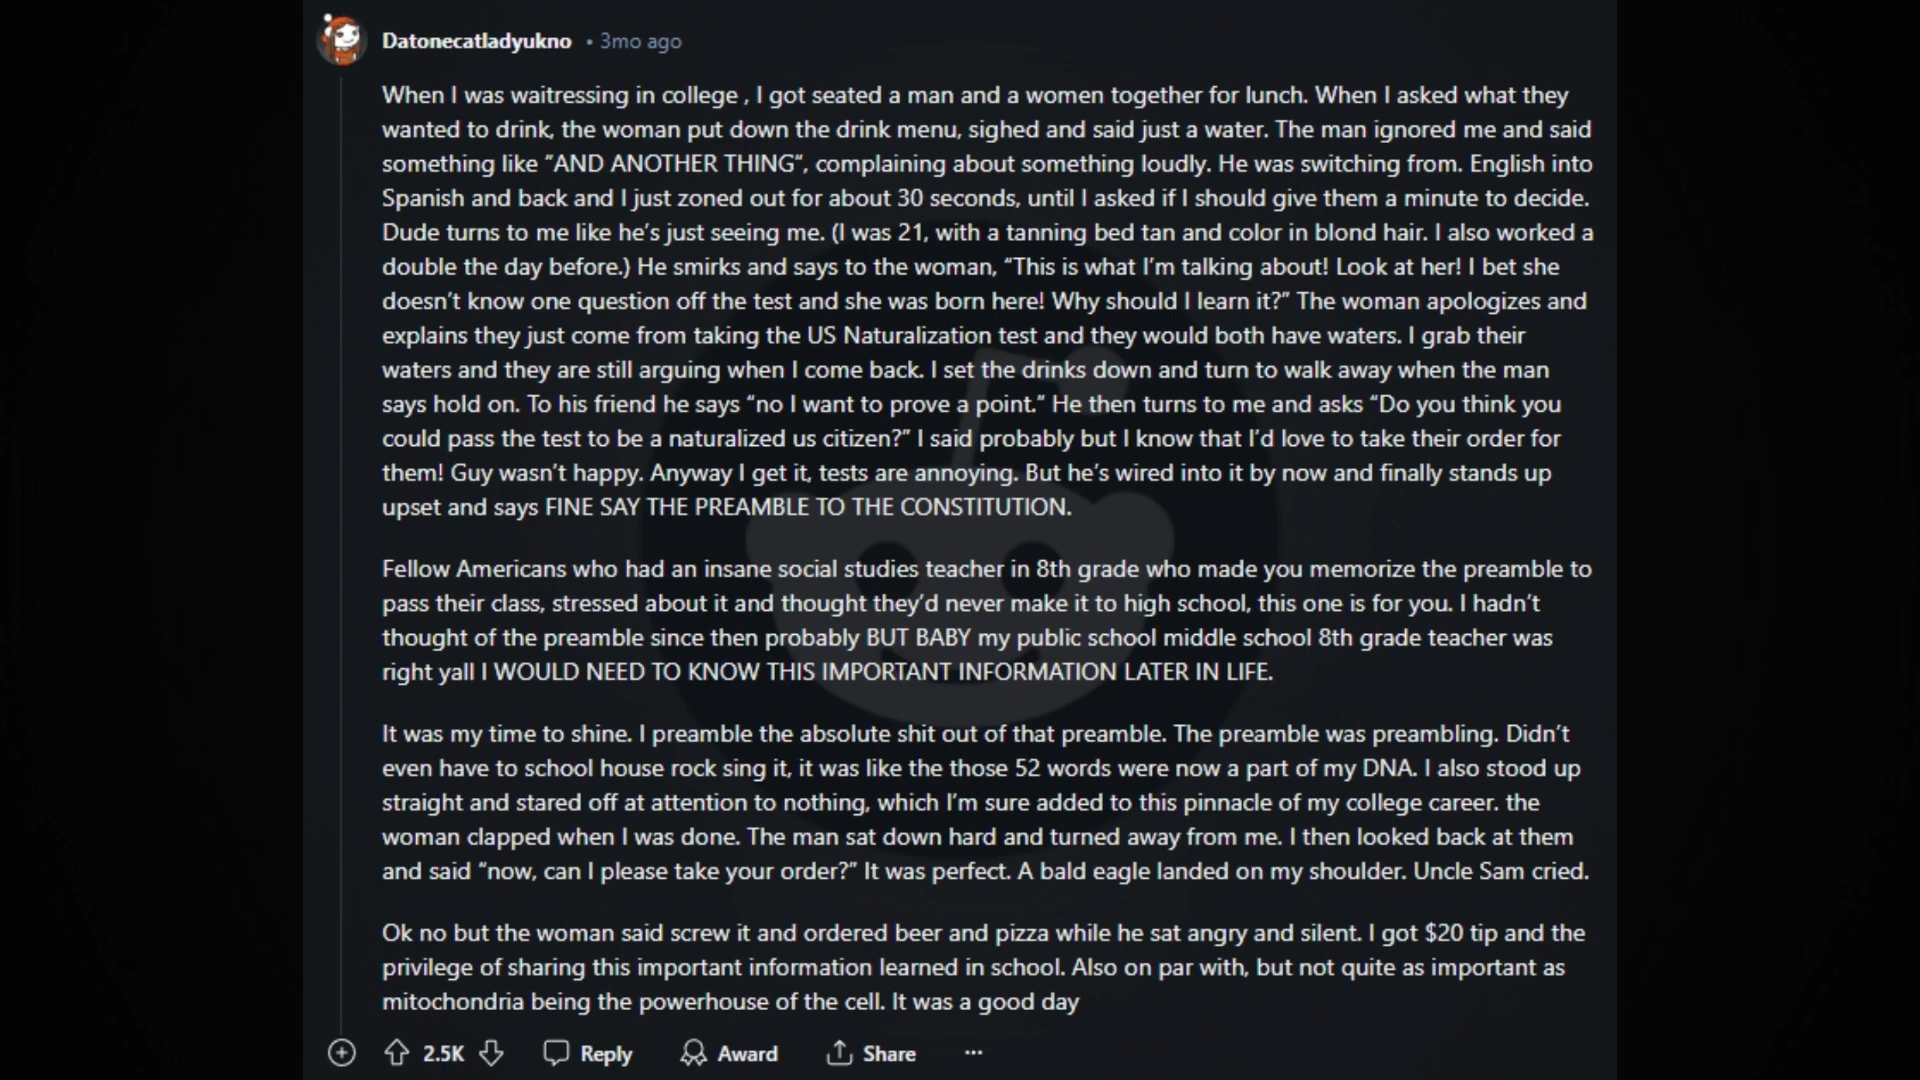 Datonecatladyukno • 3mo ago
When I was waitressing in college , I got seated a man and a women together for lunch. When I asked what they
wanted to drink, the woman put down the drink menu, sighed and said just a water. The man ignored me and said
something like “AND ANOTHER THING”, complaining about something loudly. He was switching from. English into
Spanish and back and I just zoned out for about 30 seconds, until I asked if I should give them a minute to decide.
Dude turns to me like he’s just seeing me. (I was 21, with a tanning bed tan and color in blond hair. I also worked a
double the day before.) He smirks and says to the woman, “This is what I’m talking about! Look at her! I bet she
doesn’t know one question off the test and she was born here! Why should I learn it?” The woman apologizes and
explains they just come from taking the US Naturalization test and they would both have waters. I grab their
waters and they are still arguing when I come back. I set the drinks down and turn to walk away when the man
says hold on. To his friend he says “no I want to prove a point.“ He then turns to me and asks “Do you think you
could pass the test to be a naturalized us citizen?” I said probably but I know that I’d love to take their order for
them! Guy wasn’t happy. Anyway I get it, tests are annoying. But he’s wired into it by now and finally stands up
upset and says FINE SAY THE PREAMBLE TO THE CONSTITUTION.
Fellow Americans who had an insane social studies teacher in 8th grade who made you memorize the preamble to
pass their class, stressed about it and thought they’d never make it to high school, this one is for you. I hadn’t
thought of the preamble since then probably BUT BABY my public school middle school 8th grade teacher was
right yall I WOULD NEED TO KNOW THIS IMPORTANT INFORMATION LATER IN LIFE.
It was my time to shine. I preamble the absolute shit out of that preamble. The preamble was preambling. Didn’t
even have to school house rock sing it, it was like the those 52 words were now a part of my DNA. I also stood up
straight and stared off at attention to nothing, which I’m sure added to this pinnacle of my college career. the
woman clapped when I was done. The man sat down hard and turned away from me. I then looked back at them
and said “now, can I please take your order?” It was perfect. A bald eagle landed on my shoulder. Uncle Sam cried.
Ok no but the woman said screw it and ordered beer and pizza while he sat angry and silent. I got $20 tip and the
privilege of sharing this important information learned in school. Also on par with, but not quite as important as
mitochondria being the powerhouse of the cell. It was a good day
2.5K Reply Award Share ...